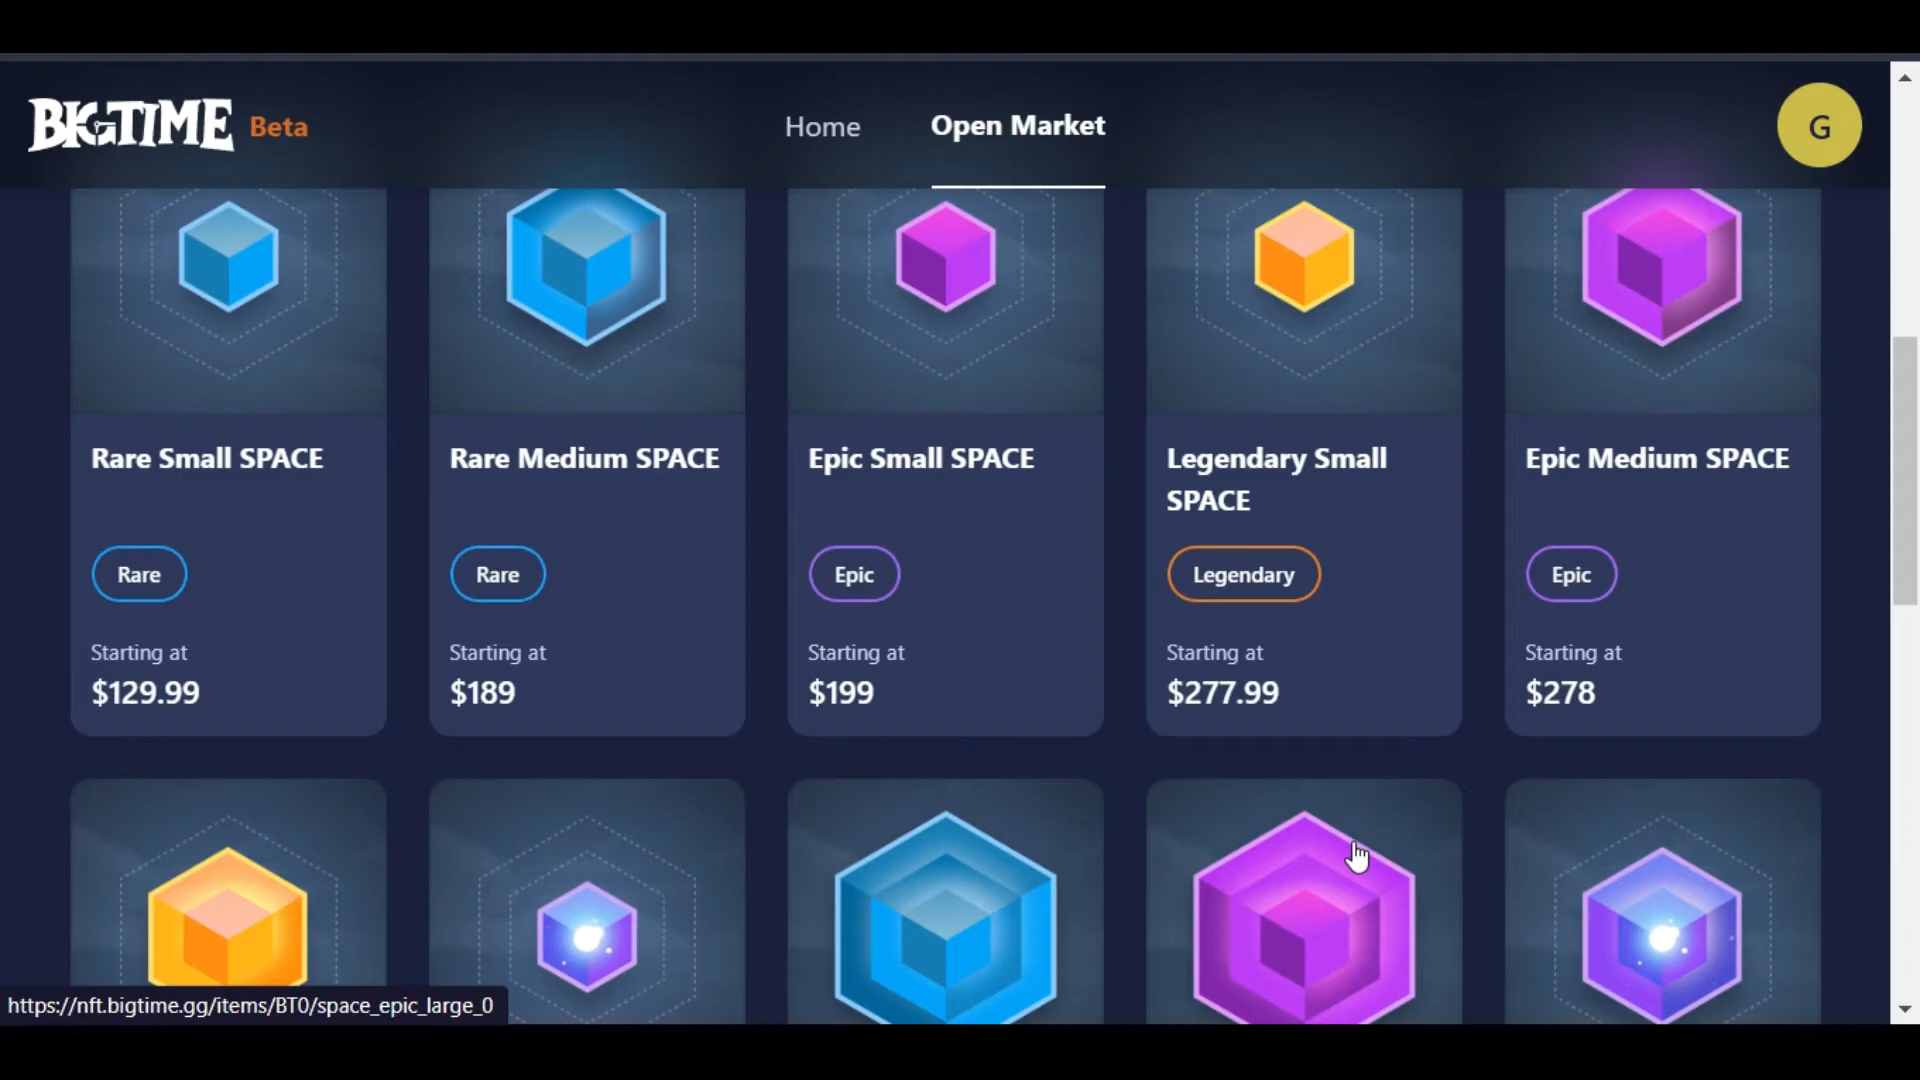 BIGTIME Beta
Home
Open Market
G
Rare Small SPACE
Rare
Starting at
$129.99
Rare Medium SPACE
Rare
Starting at
$189
Epic Small SPACE
Epic
Starting at
$199
Legendary Small
SPACE
Legendary
Starting at
$277.99
Epic Medium SPACE
Epic
Starting at
$278
https://nft.bigtime.gg/items/BT0/space_epic_large_0